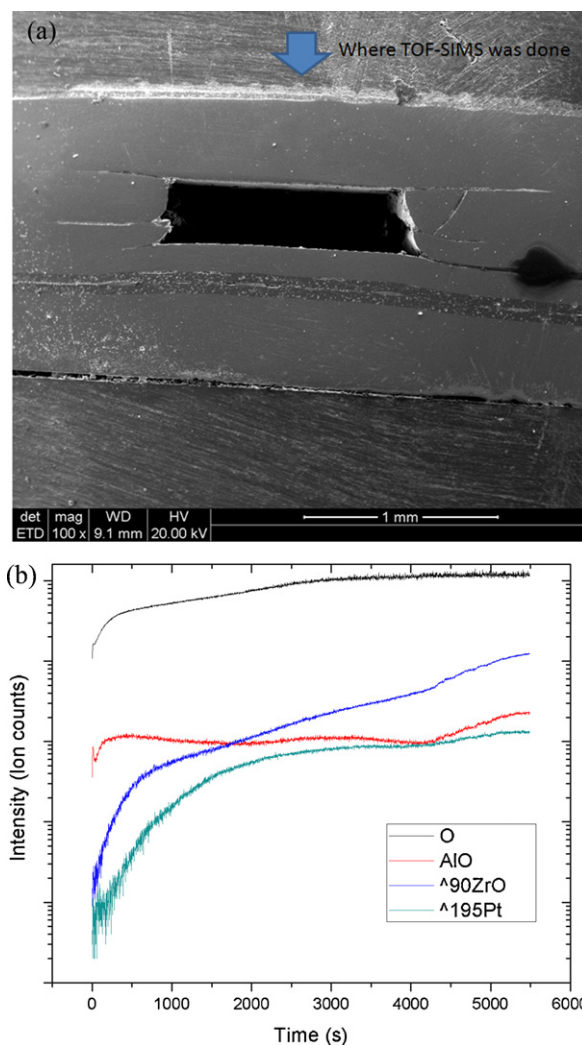 (a)
Where TOF-SIMS was done
det mag WD HV
ETD 100 x 9.1 mm 20.00 kV
1 mm
(b)
Intensity (Ion counts)
O
AlO
^90ZrO
^195Pt
0 1000 2000 3000 4000 5000 6000
Time (s)